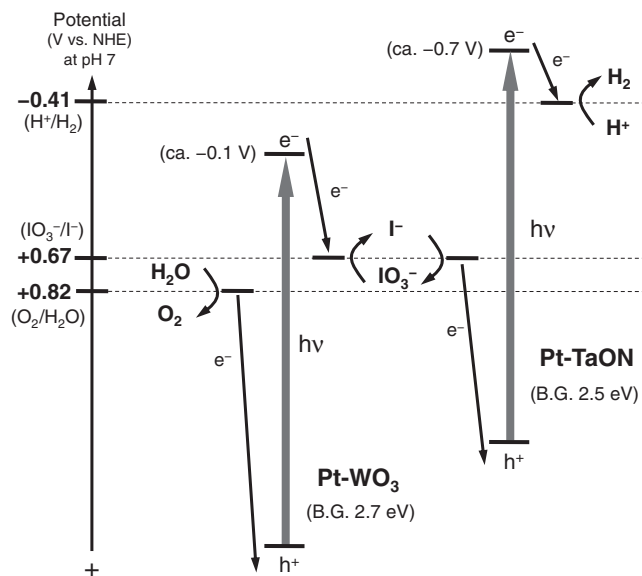 Potential
(V vs. NHE)
at pH 7
−0.41
(H⁺/H₂)
(IO₃⁻/I⁻)
+0.67
+0.82
(O₂/H₂O)
+
(ca. −0.1 V)
e⁻
e⁻
H₂O
O₂
e⁻
hν
h⁺
Pt-WO₃
(B.G. 2.7 eV)
I⁻
IO₃⁻
(ca. −0.7 V)
e⁻
e⁻
H₂
H⁺
hν
e⁻
h⁺
Pt-TaON
(B.G. 2.5 eV)